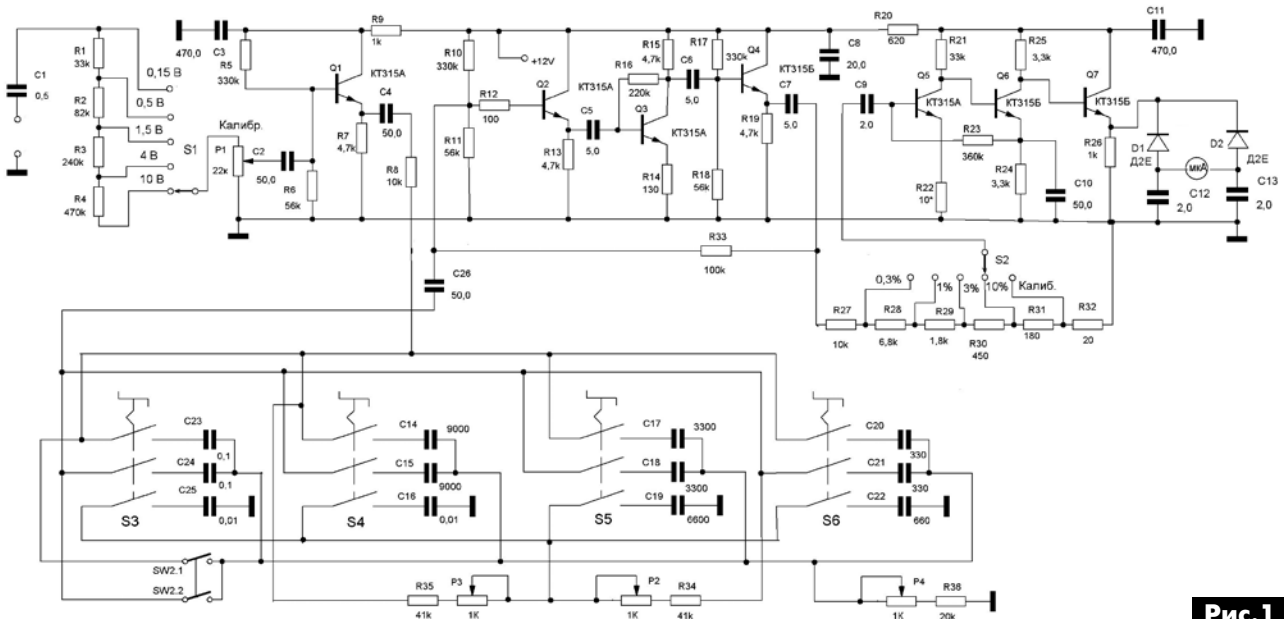 C1
0,5
R1
33k
R2
82k
R3
240k
R4
470k
0,15 В
0,5 В
1,5 В
4 В
10 В
S1
Калибр.
P1
22к
C2
50,0
470,0
C3
R5
330k
R6
56k
Q1
КТ315А
R7
4,7k
C4
50,0
R8
10k
R9
1k
R10
330k
R11
56k
R12
100
+12V
Q2
R13
4,7k
C5
5,0
R15
4,7k
R16
220k
Q3
КТ315А
R14
130
C6
5,0
R17
330k
R18
56k
Q4
КТ315Б
R19
4,7k
C7
5,0
C8
20,0
R20
620
C9
2,0
R21
33k
Q5
КТ315А
R22
10*
R23
360k
R25
3,3k
Q6
КТ315Б
R24
3,3k
C10
50,0
Q7
КТ315Б
R26
1k
C11
470,0
D1
Д2Е
мкА
D2
Д2Е
C12
2,0
C13
2,0
R33
100k
C26
50,0
S2
0,3%
1%
3%
10%
Калиб.
R27
10k
R28
6,8k
R29
1,8k
R30
450
R31
180
R32
20
C23
0,1
C24
0,1
C25
0,01
S3
C14
9000
C15
9000
C16
0,01
S4
C17
3300
C18
3300
C19
6600
S5
C20
330
C21
330
C22
660
S6
SW2.1
SW2.2
R35
41k
P3
1K
P2
1K
R34
41k
P4
1K
R36
20k
Рис.1